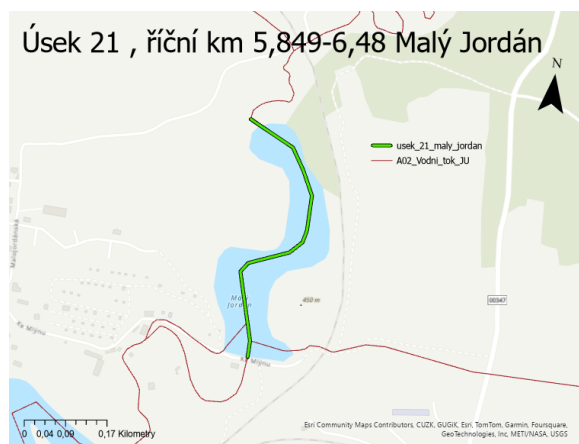 Úsek 21 , říční km 5,849-6,48 Malý Jordán
N
usek_21_maly_jordan
A02_Vodni_tok_JU
Malojordánská
Malý
Jordán
450 m
00347
Ke Mlýnu
Ke Mlýnu
0 0,04 0,09 0,17 Kilometry
Esri Community Maps Contributors, CUZK, GUGiK, Esri, TomTom, Garmin, Foursquare,
GeoTechnologies, Inc, METI/NASA, USGS